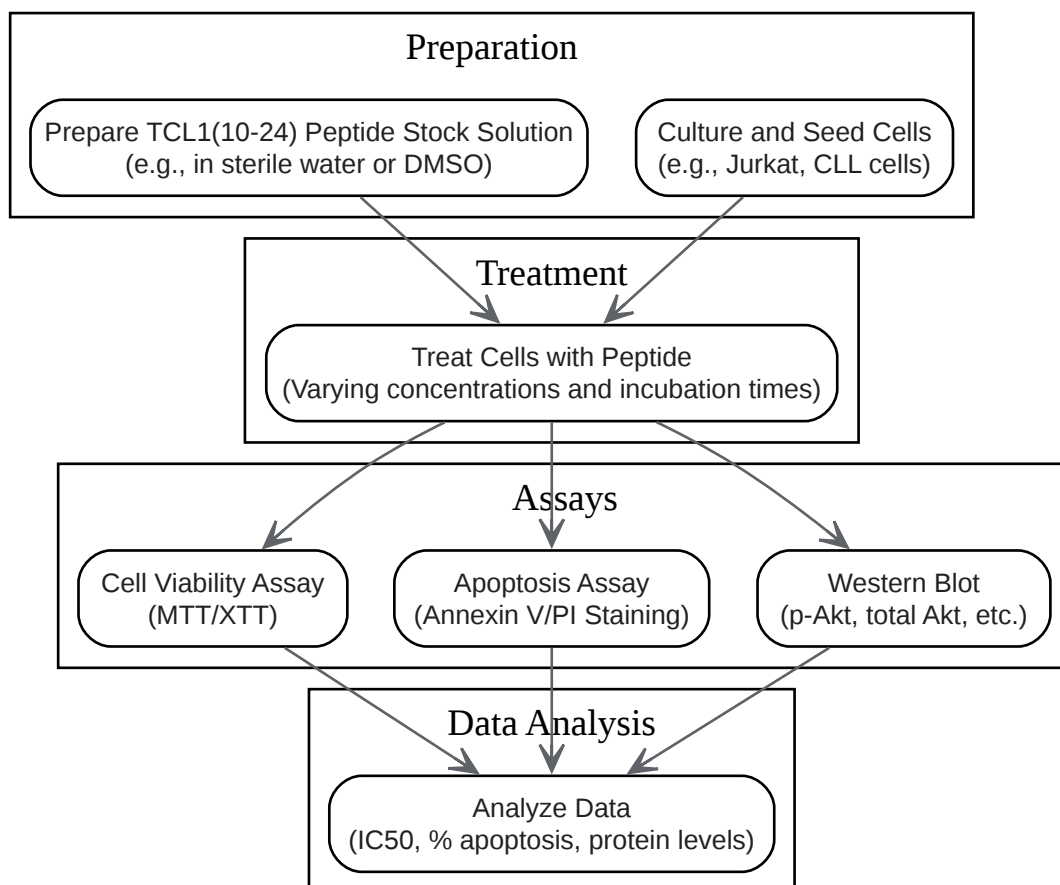 Preparation
Prepare TCL1(10-24) Peptide Stock Solution
(e.g., in sterile water or DMSO)
Culture and Seed Cells
(e.g., Jurkat, CLL cells)
Treatment
Treat Cells with Peptide
(Varying concentrations and incubation times)
Assays
Cell Viability Assay
(MTT/XTT)
Apoptosis Assay
(Annexin V/PI Staining)
Western Blot
(p-Akt, total Akt, etc.)
Data Analysis
Analyze Data
(IC50, % apoptosis, protein levels)